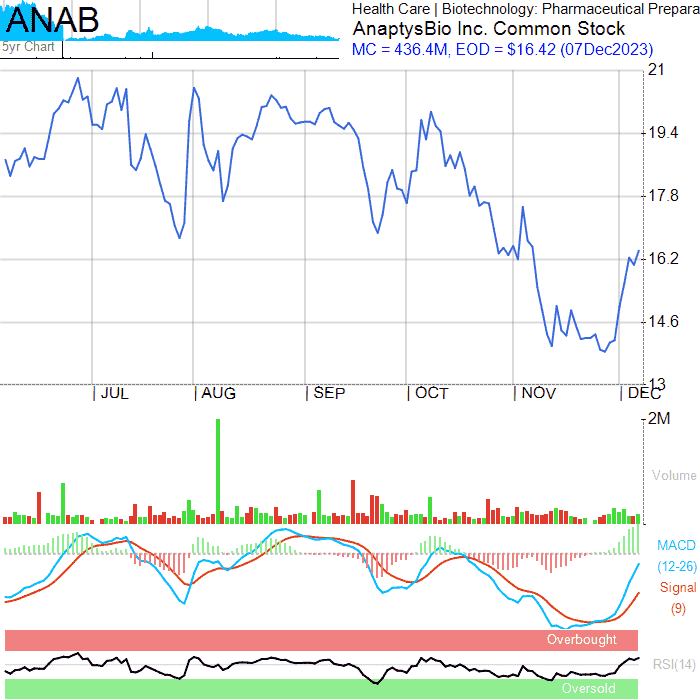 ANAB
5yr Chart
Health Care | Biotechnology: Pharmaceutical Prepara
AnaptysBio Inc. Common Stock
MC = 436.4M, EOD = $16.42 (07Dec2023)
21
19.4
17.8
16.2
14.6
13
JUL AUG SEP OCT NOV DEC
2M
Volume
MACD
(12-26)
Signal
(9)
Overbought
RSI(14)
Oversold